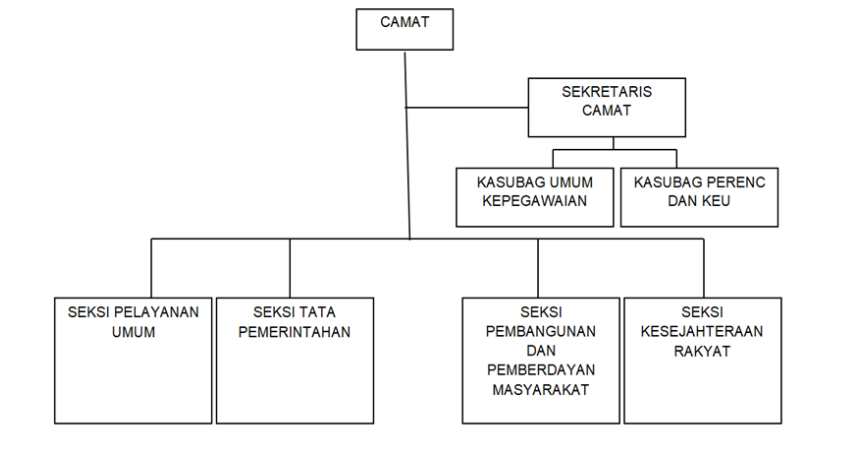 CAMAT
SEKRETARIS
CAMAT
KASUBAG UMUM
KEPEGAWAIAN
KASUBAG PERENC
DAN KEU
SEKSI PELAYANAN
UMUM
SEKSI TATA
PEMERINTAHAN
SEKSI
PEMBANGUNAN
DAN
PEMBERDAYAN
MASYARAKAT
SEKSI
KESEJAHTERAAN
RAKYAT